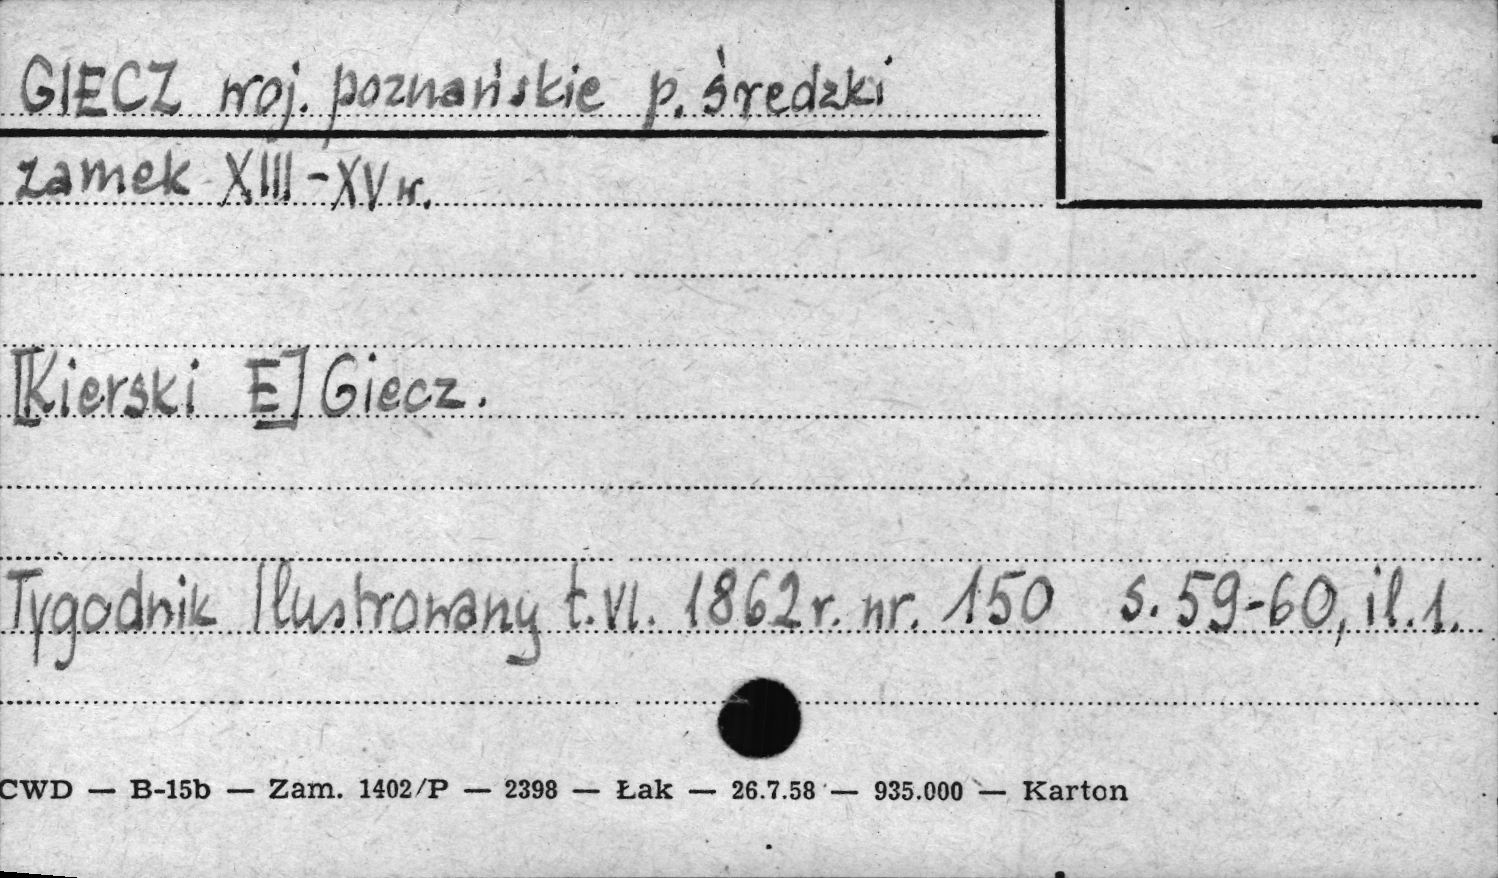 GIECZ woj. poznańskie p. średzki
zamek XIII-XV w.
[Kierski E] Giecz.
Tygodnik Ilustrowany t.VI. 1862 r. nr. 150 s. 59-60, il.1.
CWD — B-15b — Zam. 1402/P — 2398 — Łak — 26.7.58 — 935.000 — Karton